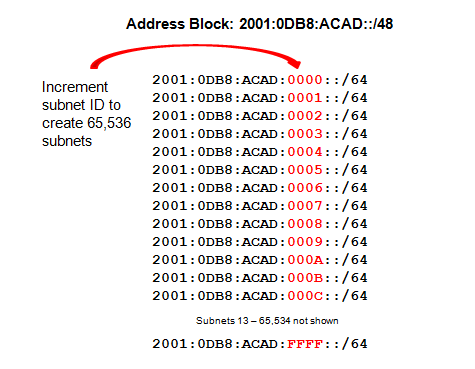 Address Block: 2001:0DB8:ACAD::/48
Increment
subnet ID to
create 65,536
subnets
2001:0DB8:ACAD:0000::/64
2001:0DB8:ACAD:0001::/64
2001:0DB8:ACAD:0002::/64
2001:0DB8:ACAD:0003::/64
2001:0DB8:ACAD:0004::/64
2001:0DB8:ACAD:0005::/64
2001:0DB8:ACAD:0006::/64
2001:0DB8:ACAD:0007::/64
2001:0DB8:ACAD:0008::/64
2001:0DB8:ACAD:0009::/64
2001:0DB8:ACAD:000A::/64
2001:0DB8:ACAD:000B::/64
2001:0DB8:ACAD:000C::/64
Subnets 13 – 65,534 not shown
2001:0DB8:ACAD:FFFF::/64